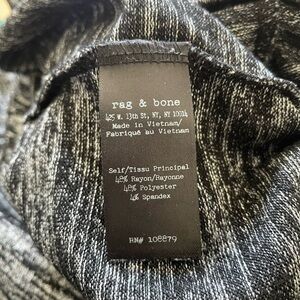 rag & bone
425 W. 13th St, NY, NY 10014
Made in Vietnam/
Fabriqué au Vietnam
Self/Tissu Principal
48% Rayon/Rayonne
48% Polyester
4% Spandex
RN# 108879